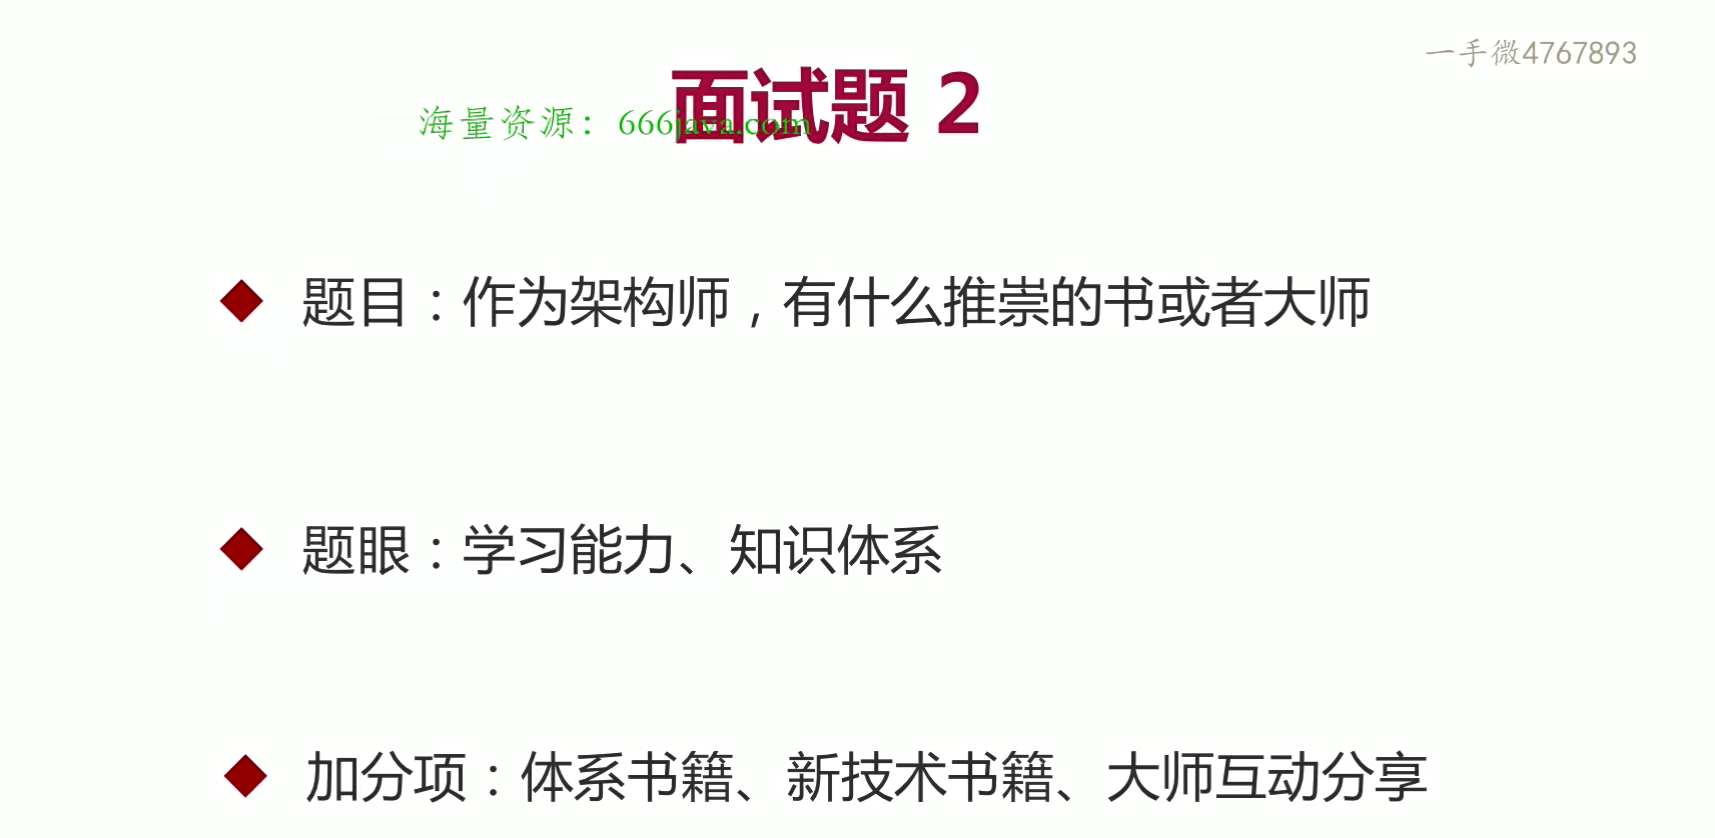 一手微4767893
面试题 2
海量资源：666java.com
题目：作为架构师，有什么推崇的书或者大师
题眼：学习能力、知识体系
加分项：体系书籍、新技术书籍、大师互动分享